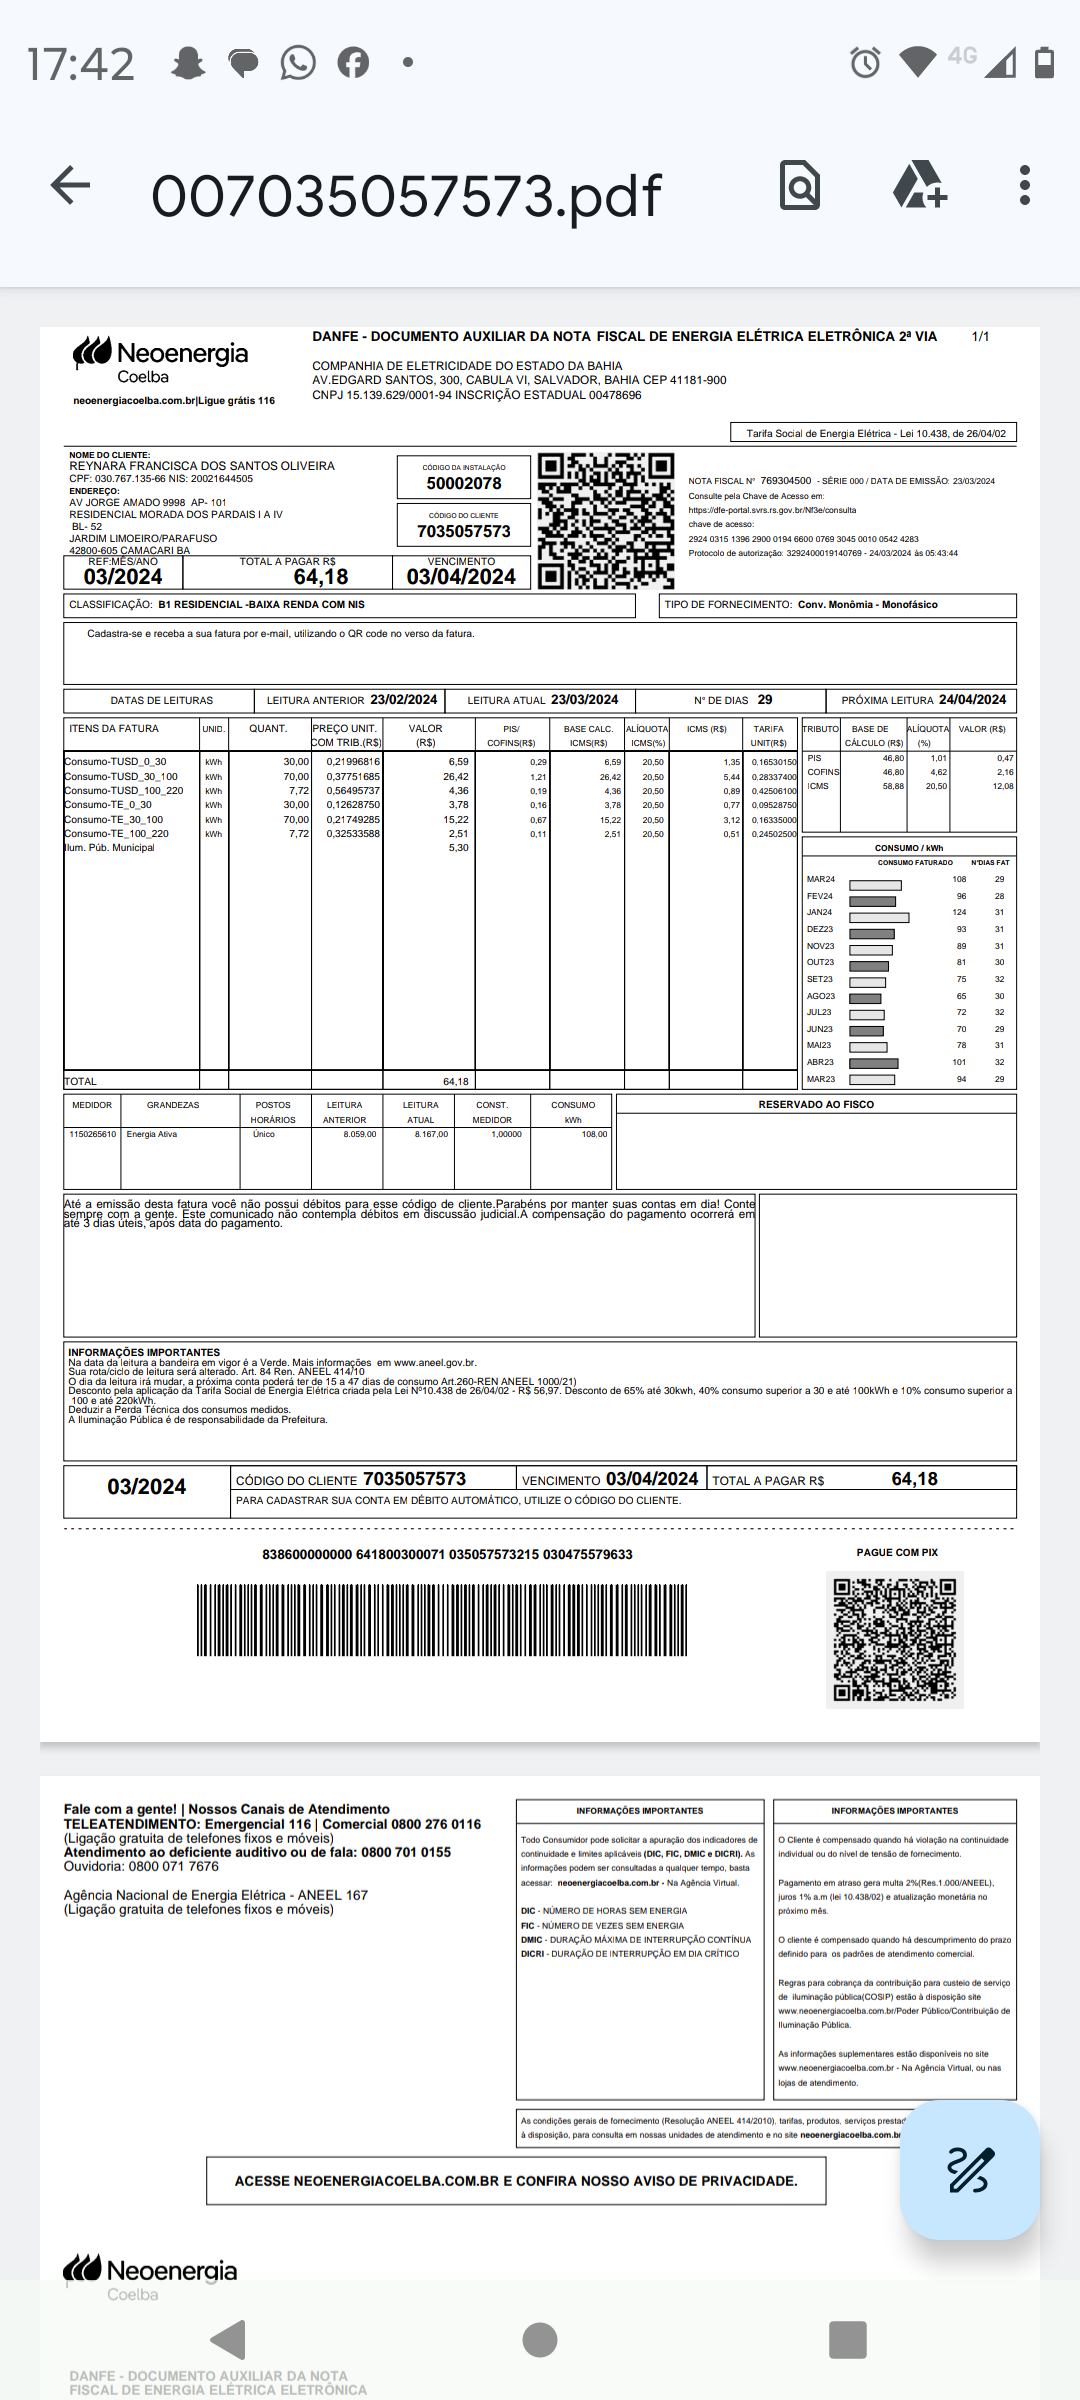 17:42
4G
007035057573.pdf
Neoenergia
Coelba
neoenergiacoelba.com.br|Ligue grátis 116
DANFE - DOCUMENTO AUXILIAR DA NOTA FISCAL DE ENERGIA ELÉTRICA ELETRÔNICA 2ª VIA 1/1
COMPANHIA DE ELETRICIDADE DO ESTADO DA BAHIA
AV.EDGARD SANTOS, 300, CABULA VI, SALVADOR, BAHIA CEP 41181-900
CNPJ 15.139.629/0001-94 INSCRIÇÃO ESTADUAL 00478696
Tarifa Social de Energia Elétrica - Lei 10.438, de 26/04/02
NOME DO CLIENTE:
REYNARA FRANCISCA DOS SANTOS OLIVEIRA
CPF: 030.767.135-66 NIS: 20021644505
ENDEREÇO:
AV JORGE AMADO 9998 AP- 101
RESIDENCIAL MORADA DOS PARDAIS I A IV
BL- 52
JARDIM LIMOEIRO/PARAFUSO
42800-605 CAMACARI BA
CÓDIGO DA INSTALAÇÃO
50002078
CÓDIGO DO CLIENTE
7035057573
NOTA FISCAL N° 769304500 - SÉRIE 000 / DATA DE EMISSÃO: 23/03/2024
Consulte pela Chave de Acesso em:
https://dfe-portal.svrs.rs.gov.br/Nf3e/consulta
chave de acesso:
2924 0315 1396 2900 0194 6600 0769 3045 0010 0542 4283
Protocolo de autorização: 3292400019140769 - 24/03/2024 às 05:43:44
REF:MÊS/ANO TOTAL A PAGAR R$ VENCIMENTO
03/2024 64,18 03/04/2024
CLASSIFICAÇÃO: B1 RESIDENCIAL -BAIXA RENDA COM NIS
TIPO DE FORNECIMENTO: Conv. Monômia - Monofásico
Cadastra-se e receba a sua fatura por e-mail, utilizando o QR code no verso da fatura.
DATAS DE LEITURAS LEITURA ANTERIOR 23/02/2024 LEITURA ATUAL 23/03/2024 N° DE DIAS 29 PRÓXIMA LEITURA 24/04/2024
ITENS DA FATURA UNID. QUANT. PREÇO UNIT. VALOR PIS/ BASE CALC. ALÍQUOTA ICMS (R$) TARIFA
COM TRIB.(R$) (R$) COFINS(R$) ICMS(R$) ICMS(%) UNIT(R$)
Consumo-TUSD_0_30 kWh 30,00 0,21996816 6,59 0,29 6,59 20,50 1,35 0,16530150
Consumo-TUSD_30_100 kWh 70,00 0,37751685 26,42 1,21 26,42 20,50 5,44 0,28337400
Consumo-TUSD_100_220 kWh 7,72 0,56495737 4,36 0,19 4,36 20,50 0,89 0,42506100
Consumo-TE_0_30 kWh 30,00 0,12628750 3,78 0,16 3,78 20,50 0,77 0,09528750
Consumo-TE_30_100 kWh 70,00 0,21749285 15,22 0,67 15,22 20,50 3,12 0,16335000
Consumo-TE_100_220 kWh 7,72 0,32533588 2,51 0,11 2,51 20,50 0,51 0,24502500
Ilum. Púb. Municipal 5,30
TOTAL 64,18
TRIBUTO BASE DE ALÍQUOTA VALOR (R$)
CÁLCULO (R$) (%)
PIS 46,80 1,01 0,47
COFINS 46,80 4,62 2,16
ICMS 58,88 20,50 12,08
CONSUMO / kWh
CONSUMO FATURADO N°DIAS FAT
MAR24 108 29
FEV24 96 28
JAN24 124 31
DEZ23 93 31
NOV23 89 31
OUT23 81 30
SET23 75 32
AGO23 65 30
JUL23 72 32
JUN23 70 29
MAI23 78 31
ABR23 101 32
MAR23 94 29
MEDIDOR GRANDEZAS POSTOS LEITURA LEITURA CONST. CONSUMO
HORÁRIOS ANTERIOR ATUAL MEDIDOR kWh
1150265610 Energia Ativa Único 8.059,00 8.167,00 1,00000 108,00
RESERVADO AO FISCO
Até a emissão desta fatura você não possui débitos para esse código de cliente.Parabéns por manter suas contas em dia! Conte
sempre com a gente. Este comunicado não contempla débitos em discussão judicial.A compensação do pagamento ocorrerá em
até 3 dias úteis, após data do pagamento.
INFORMAÇÕES IMPORTANTES
Na data da leitura a bandeira em vigor é a Verde. Mais informações em www.aneel.gov.br.
Sua rota/ciclo de leitura será alterado. Art. 84 Ren. ANEEL 414/10
O dia da leitura irá mudar, a próxima conta poderá ter de 15 a 47 dias de consumo Art.260-REN ANEEL 1000/21)
Desconto pela aplicação da Tarifa Social de Energia Elétrica criada pela Lei Nº10.438 de 26/04/02 - R$ 56,97. Desconto de 65% até 30kwh, 40% consumo superior a 30 e até 100kWh e 10% consumo superior a
100 e até 220kWh.
Deduzir a Perda Técnica dos consumos medidos.
A Iluminação Pública é de responsabilidade da Prefeitura.
03/2024 CÓDIGO DO CLIENTE 7035057573 VENCIMENTO 03/04/2024 TOTAL A PAGAR R$ 64,18
PARA CADASTRAR SUA CONTA EM DÉBITO AUTOMÁTICO, UTILIZE O CÓDIGO DO CLIENTE.
838600000000 641800300071 035057573215 030475579633
PAGUE COM PIX
Fale com a gente! | Nossos Canais de Atendimento
TELEATENDIMENTO: Emergencial 116 | Comercial 0800 276 0116
(Ligação gratuita de telefones fixos e móveis)
Atendimento ao deficiente auditivo ou de fala: 0800 701 0155
Ouvidoria: 0800 071 7676
Agência Nacional de Energia Elétrica - ANEEL 167
(Ligação gratuita de telefones fixos e móveis)
INFORMAÇÕES IMPORTANTES
Todo Consumidor pode solicitar a apuração dos indicadores de
continuidade e limites aplicáveis (DIC, FIC, DMIC e DICRI). As
informações podem ser consultadas a qualquer tempo, basta
acessar: neoenergiacoelba.com.br - Na Agência Virtual.
DIC - NÚMERO DE HORAS SEM ENERGIA
FIC - NÚMERO DE VEZES SEM ENERGIA
DMIC - DURAÇÃO MÁXIMA DE INTERRUPÇÃO CONTÍNUA
DICRI - DURAÇÃO DE INTERRUPÇÃO EM DIA CRÍTICO
INFORMAÇÕES IMPORTANTES
O Cliente é compensado quando há violação na continuidade
individual ou do nível de tensão de fornecimento.
Pagamento em atraso gera multa 2%(Res.1.000/ANEEL),
juros 1% a.m (lei 10.438/02) e atualização monetária no
próximo mês.
O cliente é compensado quando há descumprimento do prazo
definido para os padrões de atendimento comercial.
Regras para cobrança da contribuição para custeio de serviço
de iluminação pública(COSIP) estão à disposição site
www.neoenergiacoelba.com.br/Poder Público/Contribuição de
Iluminação Pública.
As informações suplementares estão disponíveis no site
www.neoenergiacoelba.com.br - Na Agência Virtual, ou nas
lojas de atendimento.
As condições gerais de fornecimento (Resolução ANEEL 414/2010), tarifas, produtos, serviços
à disposição, para consulta em nossas unidades de atendimento e no site neoenergiacoelba.com.br
ACESSE NEOENERGIACOELBA.COM.BR E CONFIRA NOSSO AVISO DE PRIVACIDADE.
Neoenergia
Coelba
DANFE - DOCUMENTO AUXILIAR DA NOTA
FISCAL DE ENERGIA ELÉTRICA ELETRÔNICA